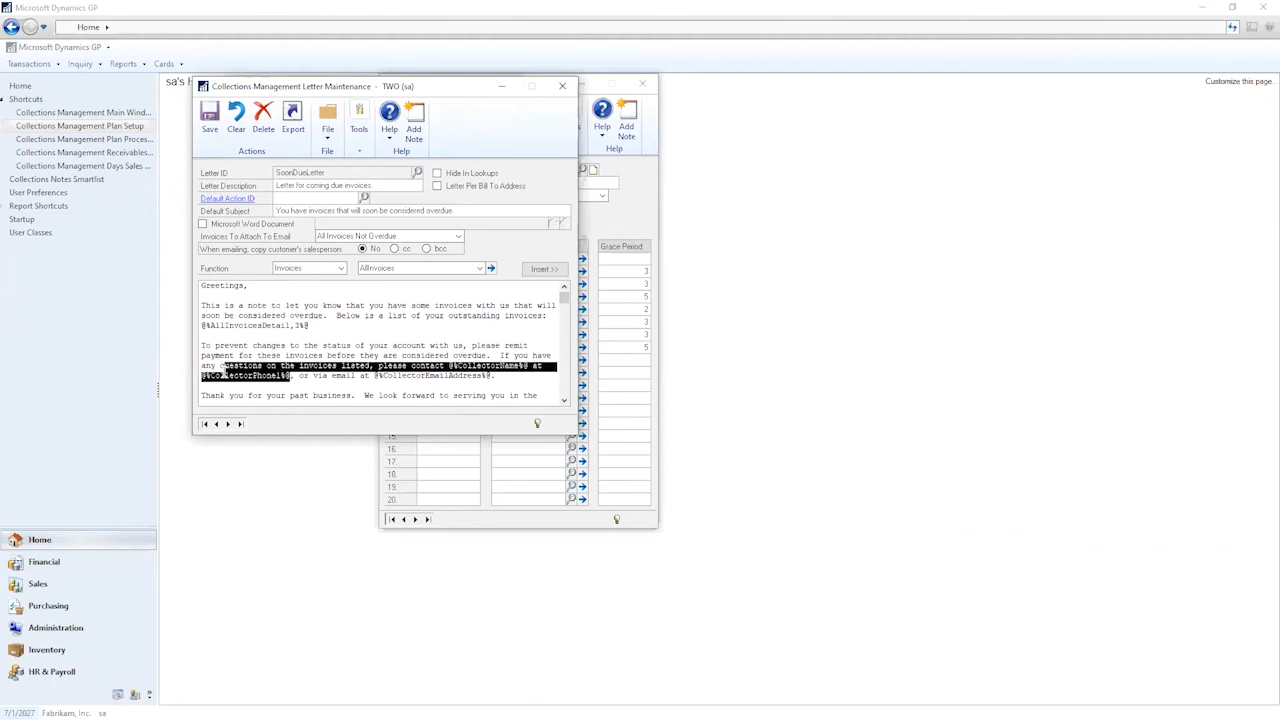 Microsoft Dynamics GP
Home
Microsoft Dynamics GP
Transactions Inquiry Reports Cards
sa's H
Customize this page...
Home
Shortcuts
Collections Management Main Wind...
Collections Management Plan Setup
Collections Management Plan Proces...
Collections Management Receivables...
Collections Management Days Sales ...
Collections Notes Smartlist
User Preferences
Report Shortcuts
Startup
User Classes
Collections Management Letter Maintenance - TWO (sa)
Save Clear Delete Export File Tools Help Add Note
Actions File Help
Help Add Note
Help
Letter ID SoonDueLetter Hide In Lookups
Letter Description Letter for coming due invoices. Letter Per Bill To Address
Default Action ID
Default Subject You have invoices that will soon be considered overdue.
Microsoft Word Document
Invoices To Attach To Email All Invoices Not Overdue
When emailing, copy customer's salesperson: No cc bcc
Function Invoices AllInvoices Insert >>
Greetings,
This is a note to let you know that you have some invoices with us that will
soon be considered overdue. Below is a list of your outstanding invoices:
@%AllInvoicesDetail,3%@
To prevent changes to the status of your account with us, please remit
payment for these invoices before they are considered overdue. If you have
any questions on the invoices listed, please contact @%CollectorName%@ at
@%CollectorPhone1%@, or via email at @%CollectorEmailAddress%@.
Thank you for your past business. We look forward to serving you in the
Grace Period
3
3
5
2
3
3
5
15.
16.
17.
18.
19.
20.
Home
Financial
Sales
Purchasing
Administration
Inventory
HR & Payroll
7/1/2027 Fabrikam, Inc. sa